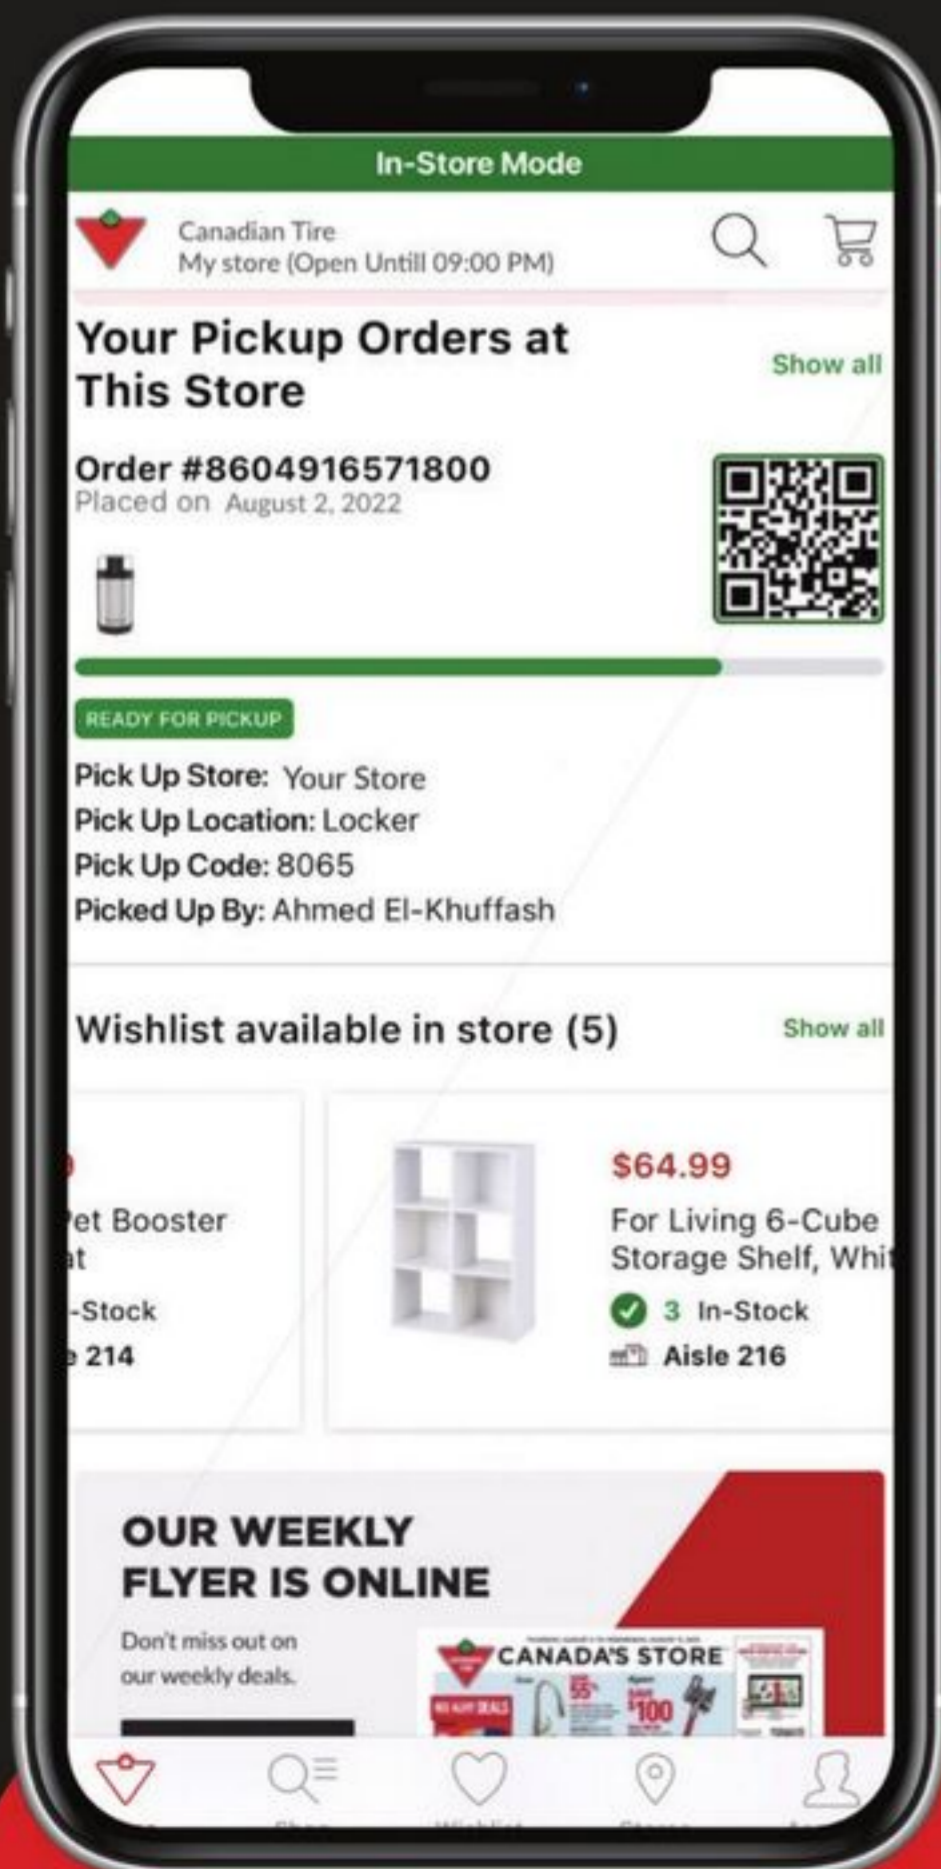 In-Store Mode
Canadian Tire
My store (Open Untill 09:00 PM)
Your Pickup Orders at
This Store
Show all
Order #8604916571800
Placed on August 2, 2022
READY FOR PICKUP
Pick Up Store: Your Store
Pick Up Location: Locker
Pick Up Code: 8065
Picked Up By: Ahmed El-Khuffash
Wishlist available in store (5)
Show all
et Booster
at
-Stock
e 214
$64.99
For Living 6-Cube
Storage Shelf, Whit
3 In-Stock
Aisle 216
OUR WEEKLY
FLYER IS ONLINE
Don't miss out on
our weekly deals.
CANADA'S STORE
55%
$100